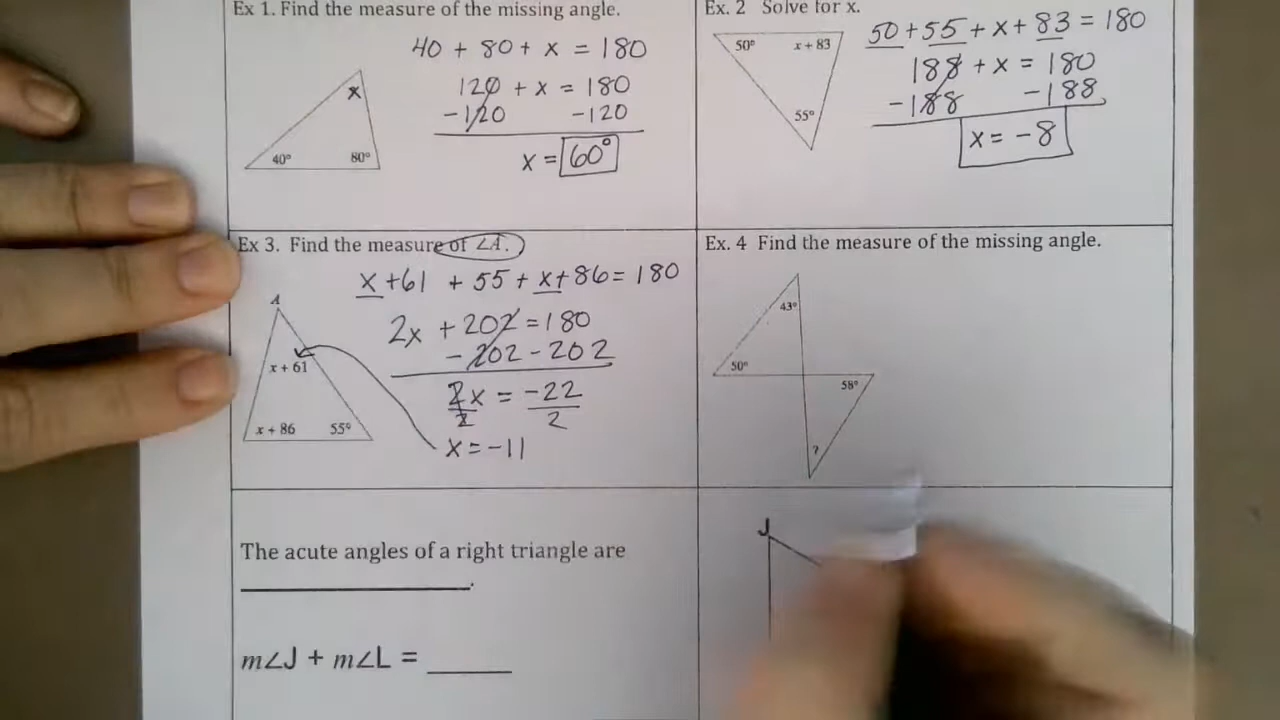 Ex 1. Find the measure of the missing angle.
40 + 80 + x = 180
120 + x = 180
-120 -120
x = 60°
x
40°
80°
Ex. 2 Solve for x.
50 + 55 + x + 83 = 180
188 + x = 180
-188 -188
x = -8
50°
x + 83
55°
Ex 3. Find the measure of ∠A.
x + 61 + 55 + x + 86 = 180
2x + 202 = 180
- 202 - 202
2x = -22
2 2
x = -11
A
x + 61
x + 86
55°
Ex. 4 Find the measure of the missing angle.
43°
50°
58°
?
The acute angles of a right triangle are
____________________.
m∠J + m∠L = ______
J